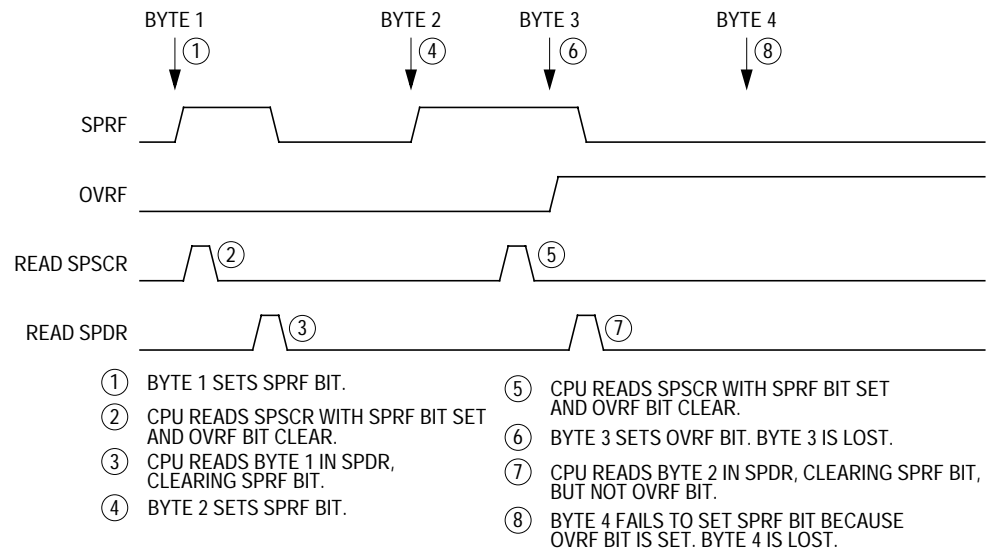 BYTE 1 BYTE 2 BYTE 3 BYTE 4
1 4 6 8
SPRF
OVRF
READ SPSCR 2 5
READ SPDR 3 7
1 BYTE 1 SETS SPRF BIT.
2 CPU READS SPSCR WITH SPRF BIT SET
AND OVRF BIT CLEAR.
3 CPU READS BYTE 1 IN SPDR,
CLEARING SPRF BIT.
4 BYTE 2 SETS SPRF BIT.
5 CPU READS SPSCR WITH SPRF BIT SET
AND OVRF BIT CLEAR.
6 BYTE 3 SETS OVRF BIT. BYTE 3 IS LOST.
7 CPU READS BYTE 2 IN SPDR, CLEARING SPRF BIT,
BUT NOT OVRF BIT.
8 BYTE 4 FAILS TO SET SPRF BIT BECAUSE
OVRF BIT IS SET. BYTE 4 IS LOST.